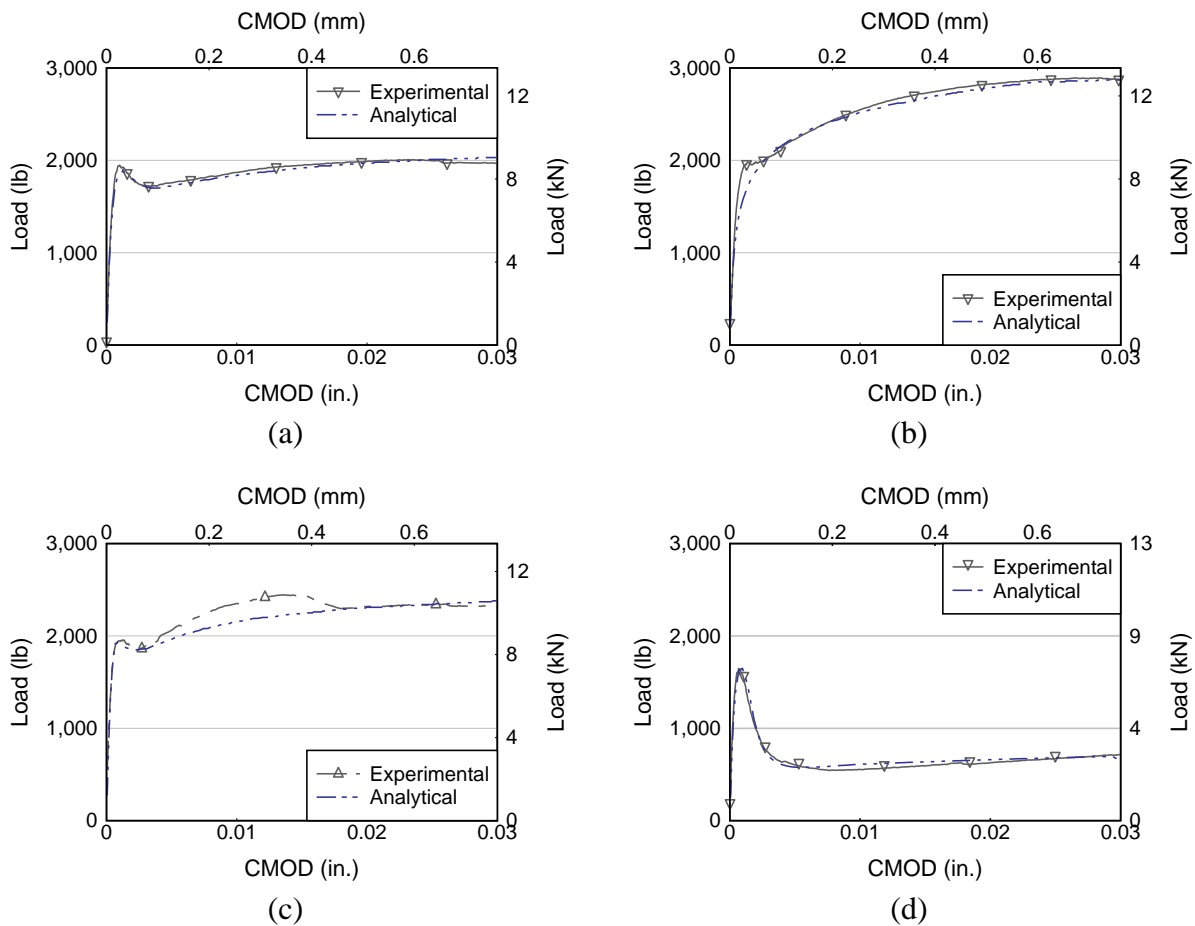 CMOD (mm)
0 0.2 0.4 0.6
3,000
2,000
1,000
0
Load (lb)
12
8
4
0
Load (kN)
Experimental
Analytical
0 0.01 0.02 0.03
CMOD (in.)
(a)
CMOD (mm)
0 0.2 0.4 0.6
3,000
2,000
1,000
0
Load (lb)
12
8
4
0
Load (kN)
Experimental
Analytical
0 0.01 0.02 0.03
CMOD (in.)
(b)
CMOD (mm)
0 0.2 0.4 0.6
3,000
2,000
1,000
0
Load (lb)
12
8
4
0
Load (kN)
Experimental
Analytical
0 0.01 0.02 0.03
CMOD (in.)
(c)
CMOD (mm)
0 0.2 0.4 0.6
3,000
2,000
1,000
0
Load (lb)
13
9
4
0
Load (kN)
Experimental
Analytical
0 0.01 0.02 0.03
CMOD (in.)
(d)